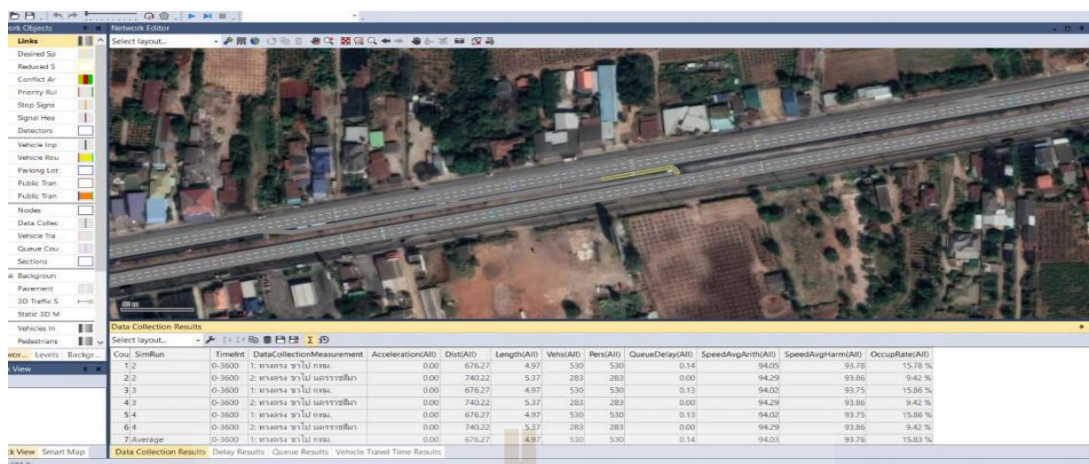 Network Objects
Network Editor
Links
Select layout...
Desired Sp
Reduced S
Conflict Ar
Priority Rul
Stop Signs
Signal Hea
Detectors
Vehicle Inp
Vehicle Rou
Parking Lot
Public Tran
Public Tran
Nodes
Data Collec
Vehicle Tra
Queue Cou
Sections
Backgroun
Pavement
3D Traffic S
Static 3D M
Vehicles In
Pedestrians
Levels Backgr...
Data Collection Results
Select layout...
Cou SimRun TimeInt DataCollectionMeasurement Acceleration(All) Dist(All) Length(All) Vehs(All) Pers(All) QueueDelay(All) SpeedAvgArith(All) SpeedAvgHarm(All) OccupRate(All)
1 2 0-3600 1: ทางตรง ขาไป กทม. 0.00 676.27 4.97 530 530 0.14 94.05 93.78 15.78 %
2 2 0-3600 2: ทางตรง ขาไป นครราชสีมา 0.00 740.22 5.37 283 283 0.00 94.29 93.86 9.42 %
3 3 0-3600 1: ทางตรง ขาไป กทม. 0.00 676.27 4.97 530 530 0.13 94.02 93.75 15.86 %
4 3 0-3600 2: ทางตรง ขาไป นครราชสีมา 0.00 740.22 5.37 283 283 0.00 94.29 93.86 9.42 %
5 4 0-3600 1: ทางตรง ขาไป กทม. 0.00 676.27 4.97 530 530 0.13 94.02 93.75 15.86 %
6 4 0-3600 2: ทางตรง ขาไป นครราชสีมา 0.00 740.22 5.37 283 283 0.00 94.29 93.86 9.42 %
7 Average 0-3600 1: ทางตรง ขาไป กทม. 0.00 676.27 4.97 530 530 0.14 94.03 93.76 15.83 %
View Smart Map
Data Collection Results Delay Results Queue Results Vehicle Travel Time Results